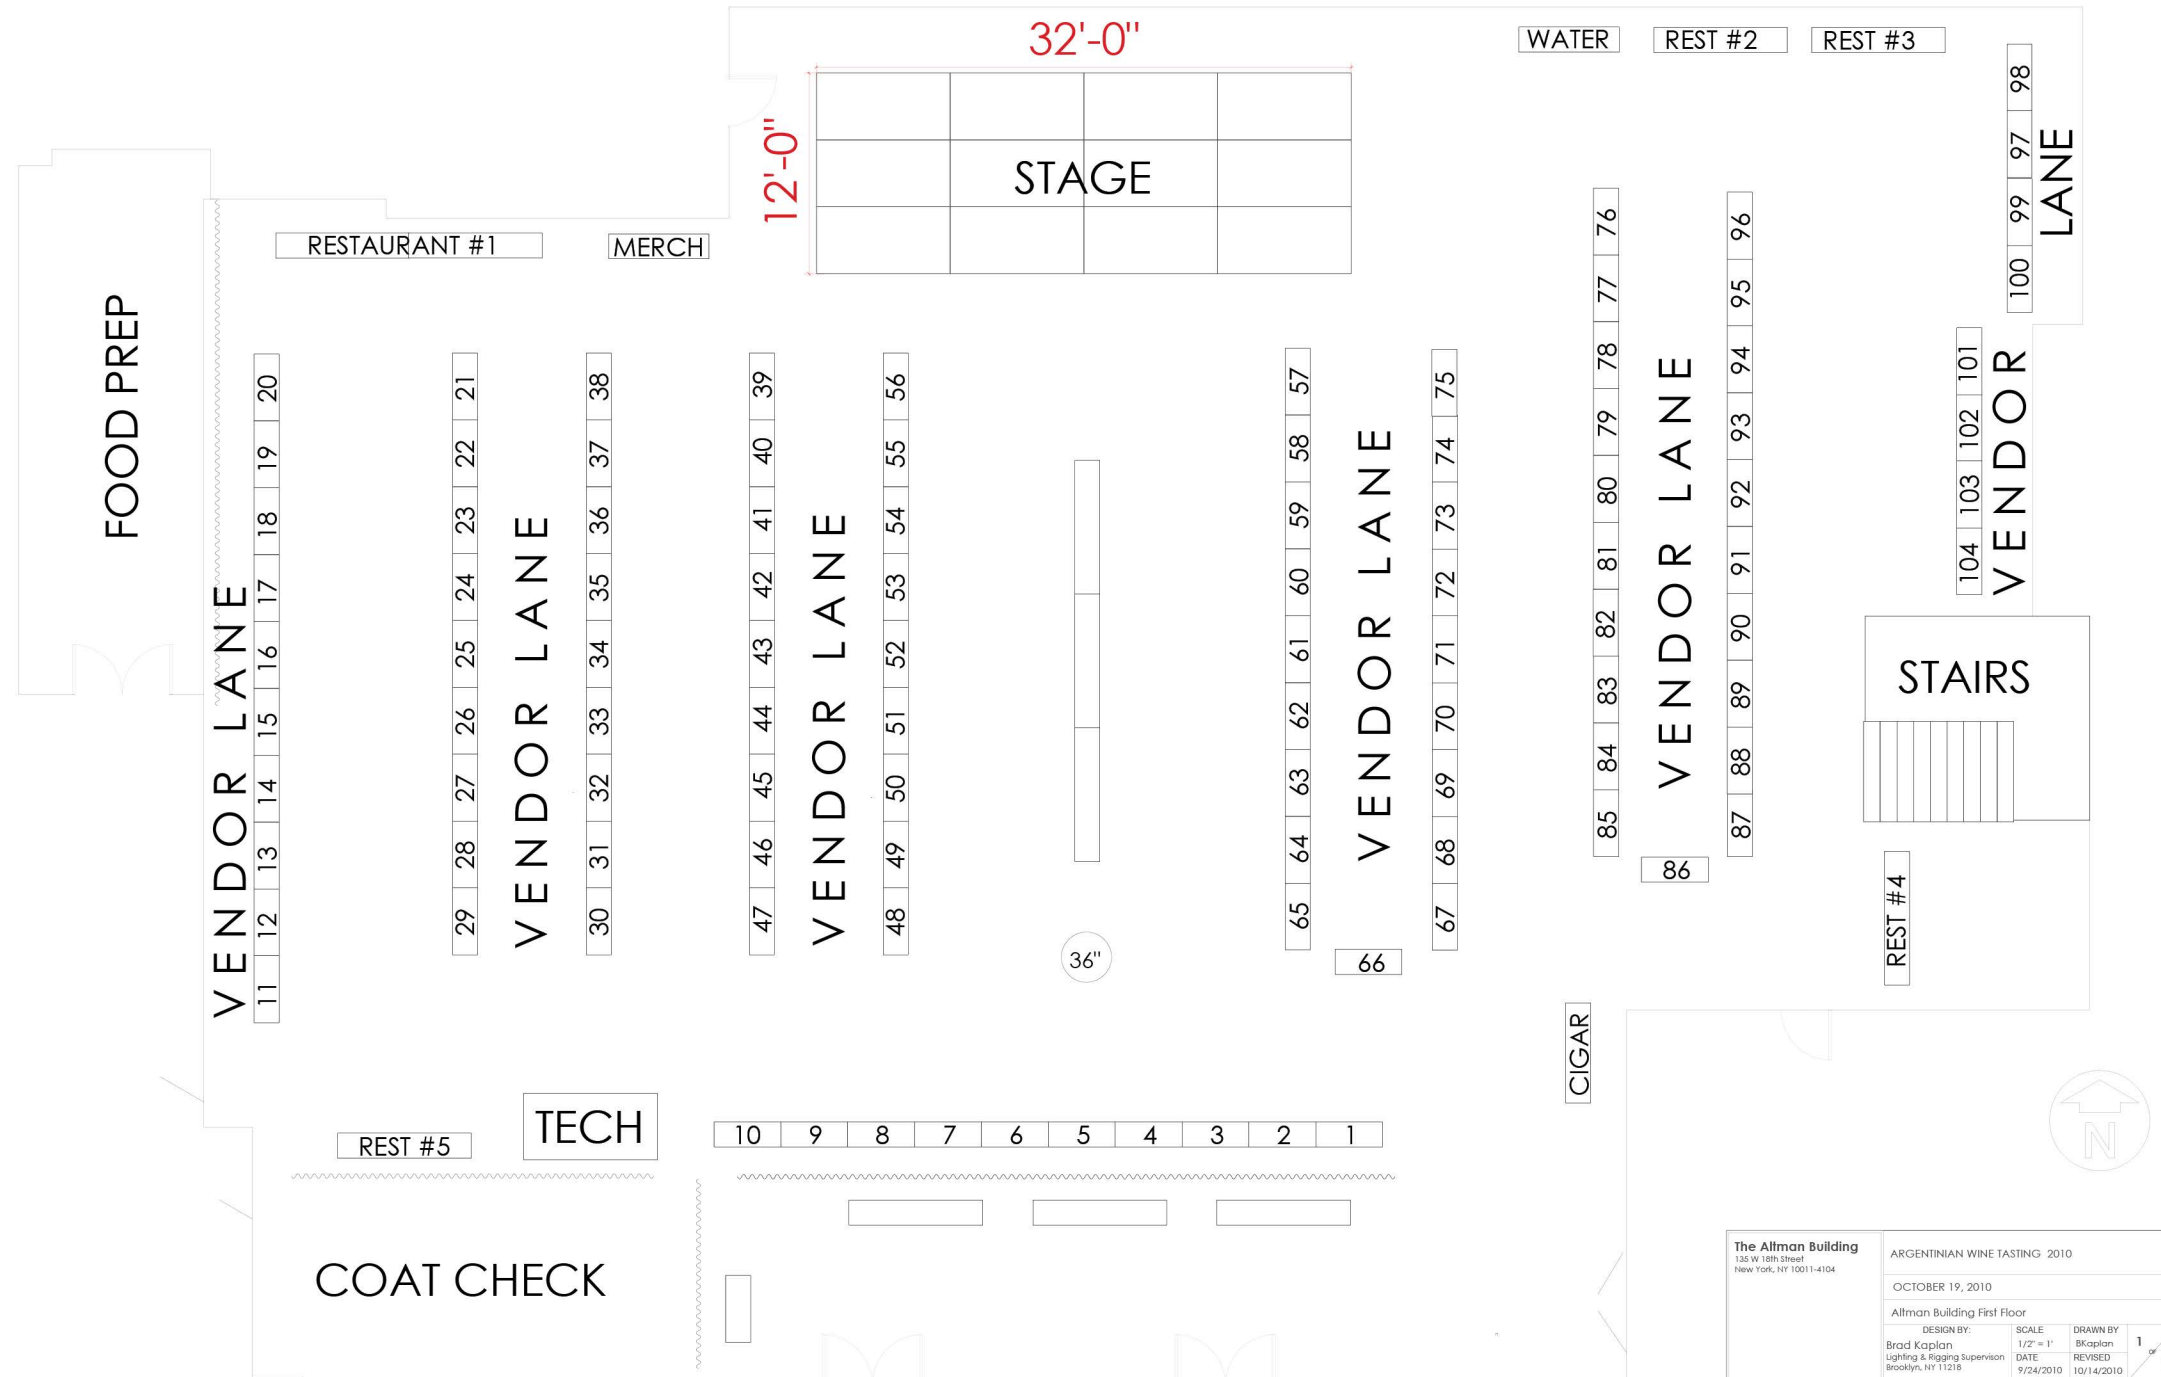 32'-0"
WATER
REST #2
REST #3
12'-0"
STAGE
RESTAURANT #1
MERCH
FOOD PREP
VENDOR LANE
20
19
18
17
16
15
14
13
12
11
21
22
23
24
25
26
27
28
29
VENDOR LANE
38
37
36
35
34
33
32
31
30
39
40
41
42
43
44
45
46
47
VENDOR LANE
56
55
54
53
52
51
50
49
48
36"
57
58
59
60
61
62
63
64
65
VENDOR LANE
66
75
74
73
72
71
70
69
68
67
76
77
78
79
80
81
82
83
84
85
VENDOR LANE
86
96
95
94
93
92
91
90
89
88
87
98
97
99
100
101
102
103
104
VENDOR LANE
STAIRS
REST #4
CIGAR
N
REST #5
TECH
10 9 8 7 6 5 4 3 2 1
COAT CHECK
The Altman Building
135 W 18th Street
New York, NY 10011-4104
ARGENTINIAN WINE TASTING 2010
OCTOBER 19, 2010
Altman Building First Floor
DESIGN BY:
Brad Kaplan
Lighting & Rigging Supervison
Brooklyn, NY 11218
SCALE
1/2" = 1'
DATE
9/24/2010
DRAWN BY
BKaplan
REVISED
10/14/2010
1
OF